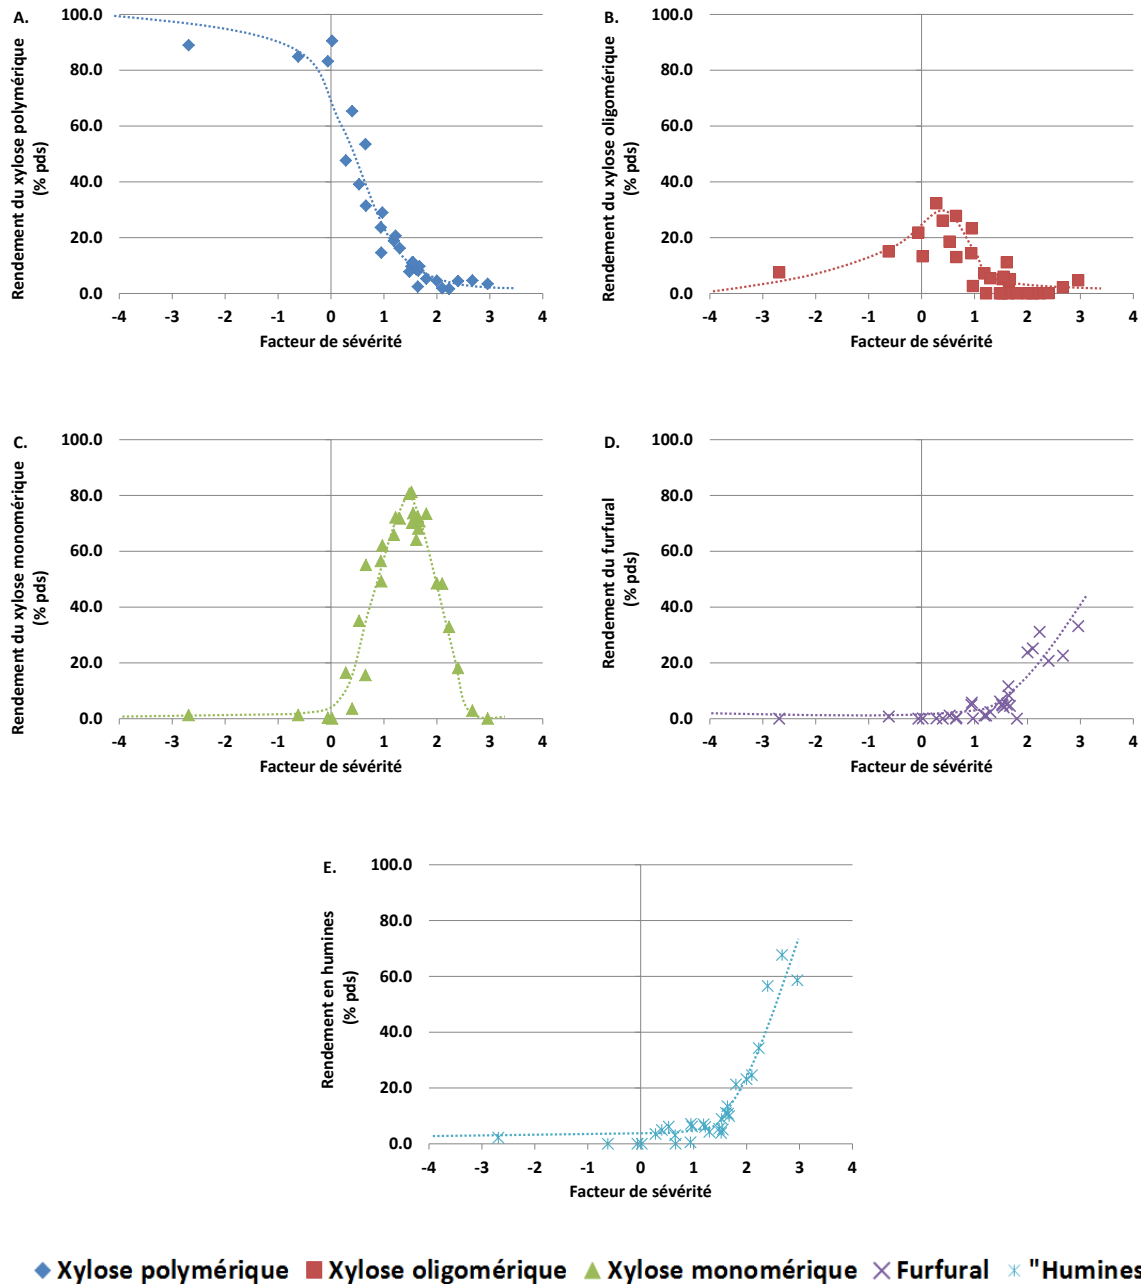 A.
Rendement du xylose polymérique
(% pds)
100.0
80.0
60.0
40.0
20.0
0.0
-4 -3 -2 -1 0 1 2 3 4
Facteur de sévérité
B.
Rendement du xylose oligomérique
(% pds)
100.0
80.0
60.0
40.0
20.0
0.0
-4 -3 -2 -1 0 1 2 3 4
Facteur de sévérité
C.
Rendement du xylose monomérique
(% pds)
100.0
80.0
60.0
40.0
20.0
0.0
-4 -3 -2 -1 0 1 2 3 4
Facteur de sévérité
D.
Rendement du furfural
(% pds)
100.0
80.0
60.0
40.0
20.0
0.0
-4 -3 -2 -1 0 1 2 3 4
Facteur de sévérité
E.
Rendement en humines
(% pds)
100.0
80.0
60.0
40.0
20.0
0.0
-4 -3 -2 -1 0 1 2 3 4
Facteur de sévérité
Xylose polymérique Xylose oligomérique Xylose monomérique Furfural "Humines